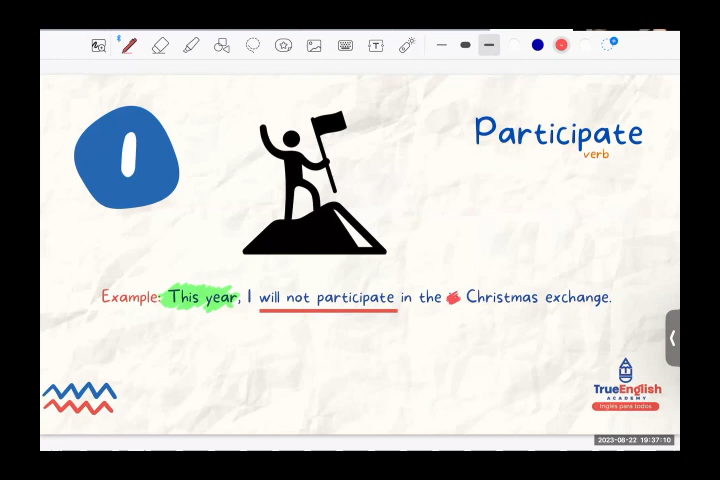 T
1
Participate
verb
Example: This year, I will not participate in the Christmas exchange.
TrueEnglish
ACADEMY
Inglés para todos
2023-08-22 19:37:10